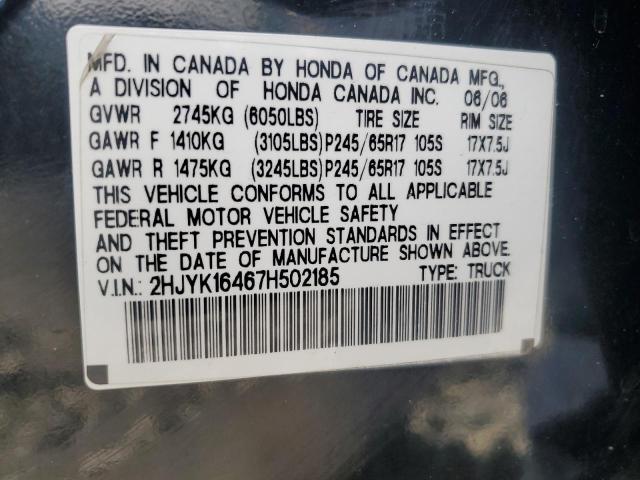 MFD. IN CANADA BY HONDA OF CANADA MFG.,
A DIVISION OF HONDA CANADA INC. 06/06
GVWR 2745KG (6050LBS) TIRE SIZE RIM SIZE
GAWR F 1410KG (3105LBS)P245/65R17 105S 17X7.5J
GAWR R 1475KG (3245LBS)P245/65R17 105S 17X7.5J
THIS VEHICLE CONFORMS TO ALL APPLICABLE
FEDERAL MOTOR VEHICLE SAFETY
AND THEFT PREVENTION STANDARDS IN EFFECT
ON THE DATE OF MANUFACTURE SHOWN ABOVE.
V.I.N.: 2HJYK16467H502185 TYPE: TRUCK